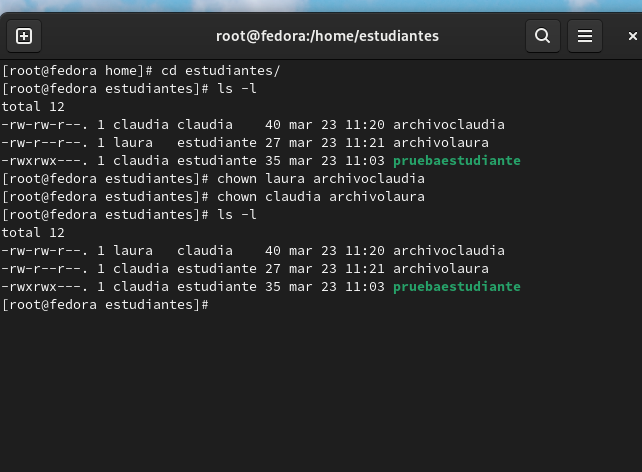 root@fedora:/home/estudiantes
[root@fedora home]# cd estudiantes/
[root@fedora estudiantes]# ls -l
total 12
-rw-rw-r--. 1 claudia claudia    40 mar 23 11:20 archivoclaudia
-rw-r--r--. 1 laura   estudiante 27 mar 23 11:21 archivolaura
-rwxrwx---. 1 claudia estudiante 35 mar 23 11:03 pruebaestudiante
[root@fedora estudiantes]# chown laura archivoclaudia
[root@fedora estudiantes]# chown claudia archivolaura
[root@fedora estudiantes]# ls -l
total 12
-rw-rw-r--. 1 laura   claudia    40 mar 23 11:20 archivoclaudia
-rw-r--r--. 1 claudia estudiante 27 mar 23 11:21 archivolaura
-rwxrwx---. 1 claudia estudiante 35 mar 23 11:03 pruebaestudiante
[root@fedora estudiantes]#